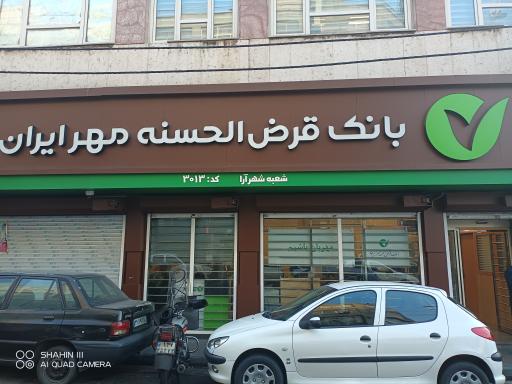 بانک قرض‌الحسنه مهر ایران
شعبه شهرآرا کد: ۳۰۱۳
SHAHIN III
AI QUAD CAMERA